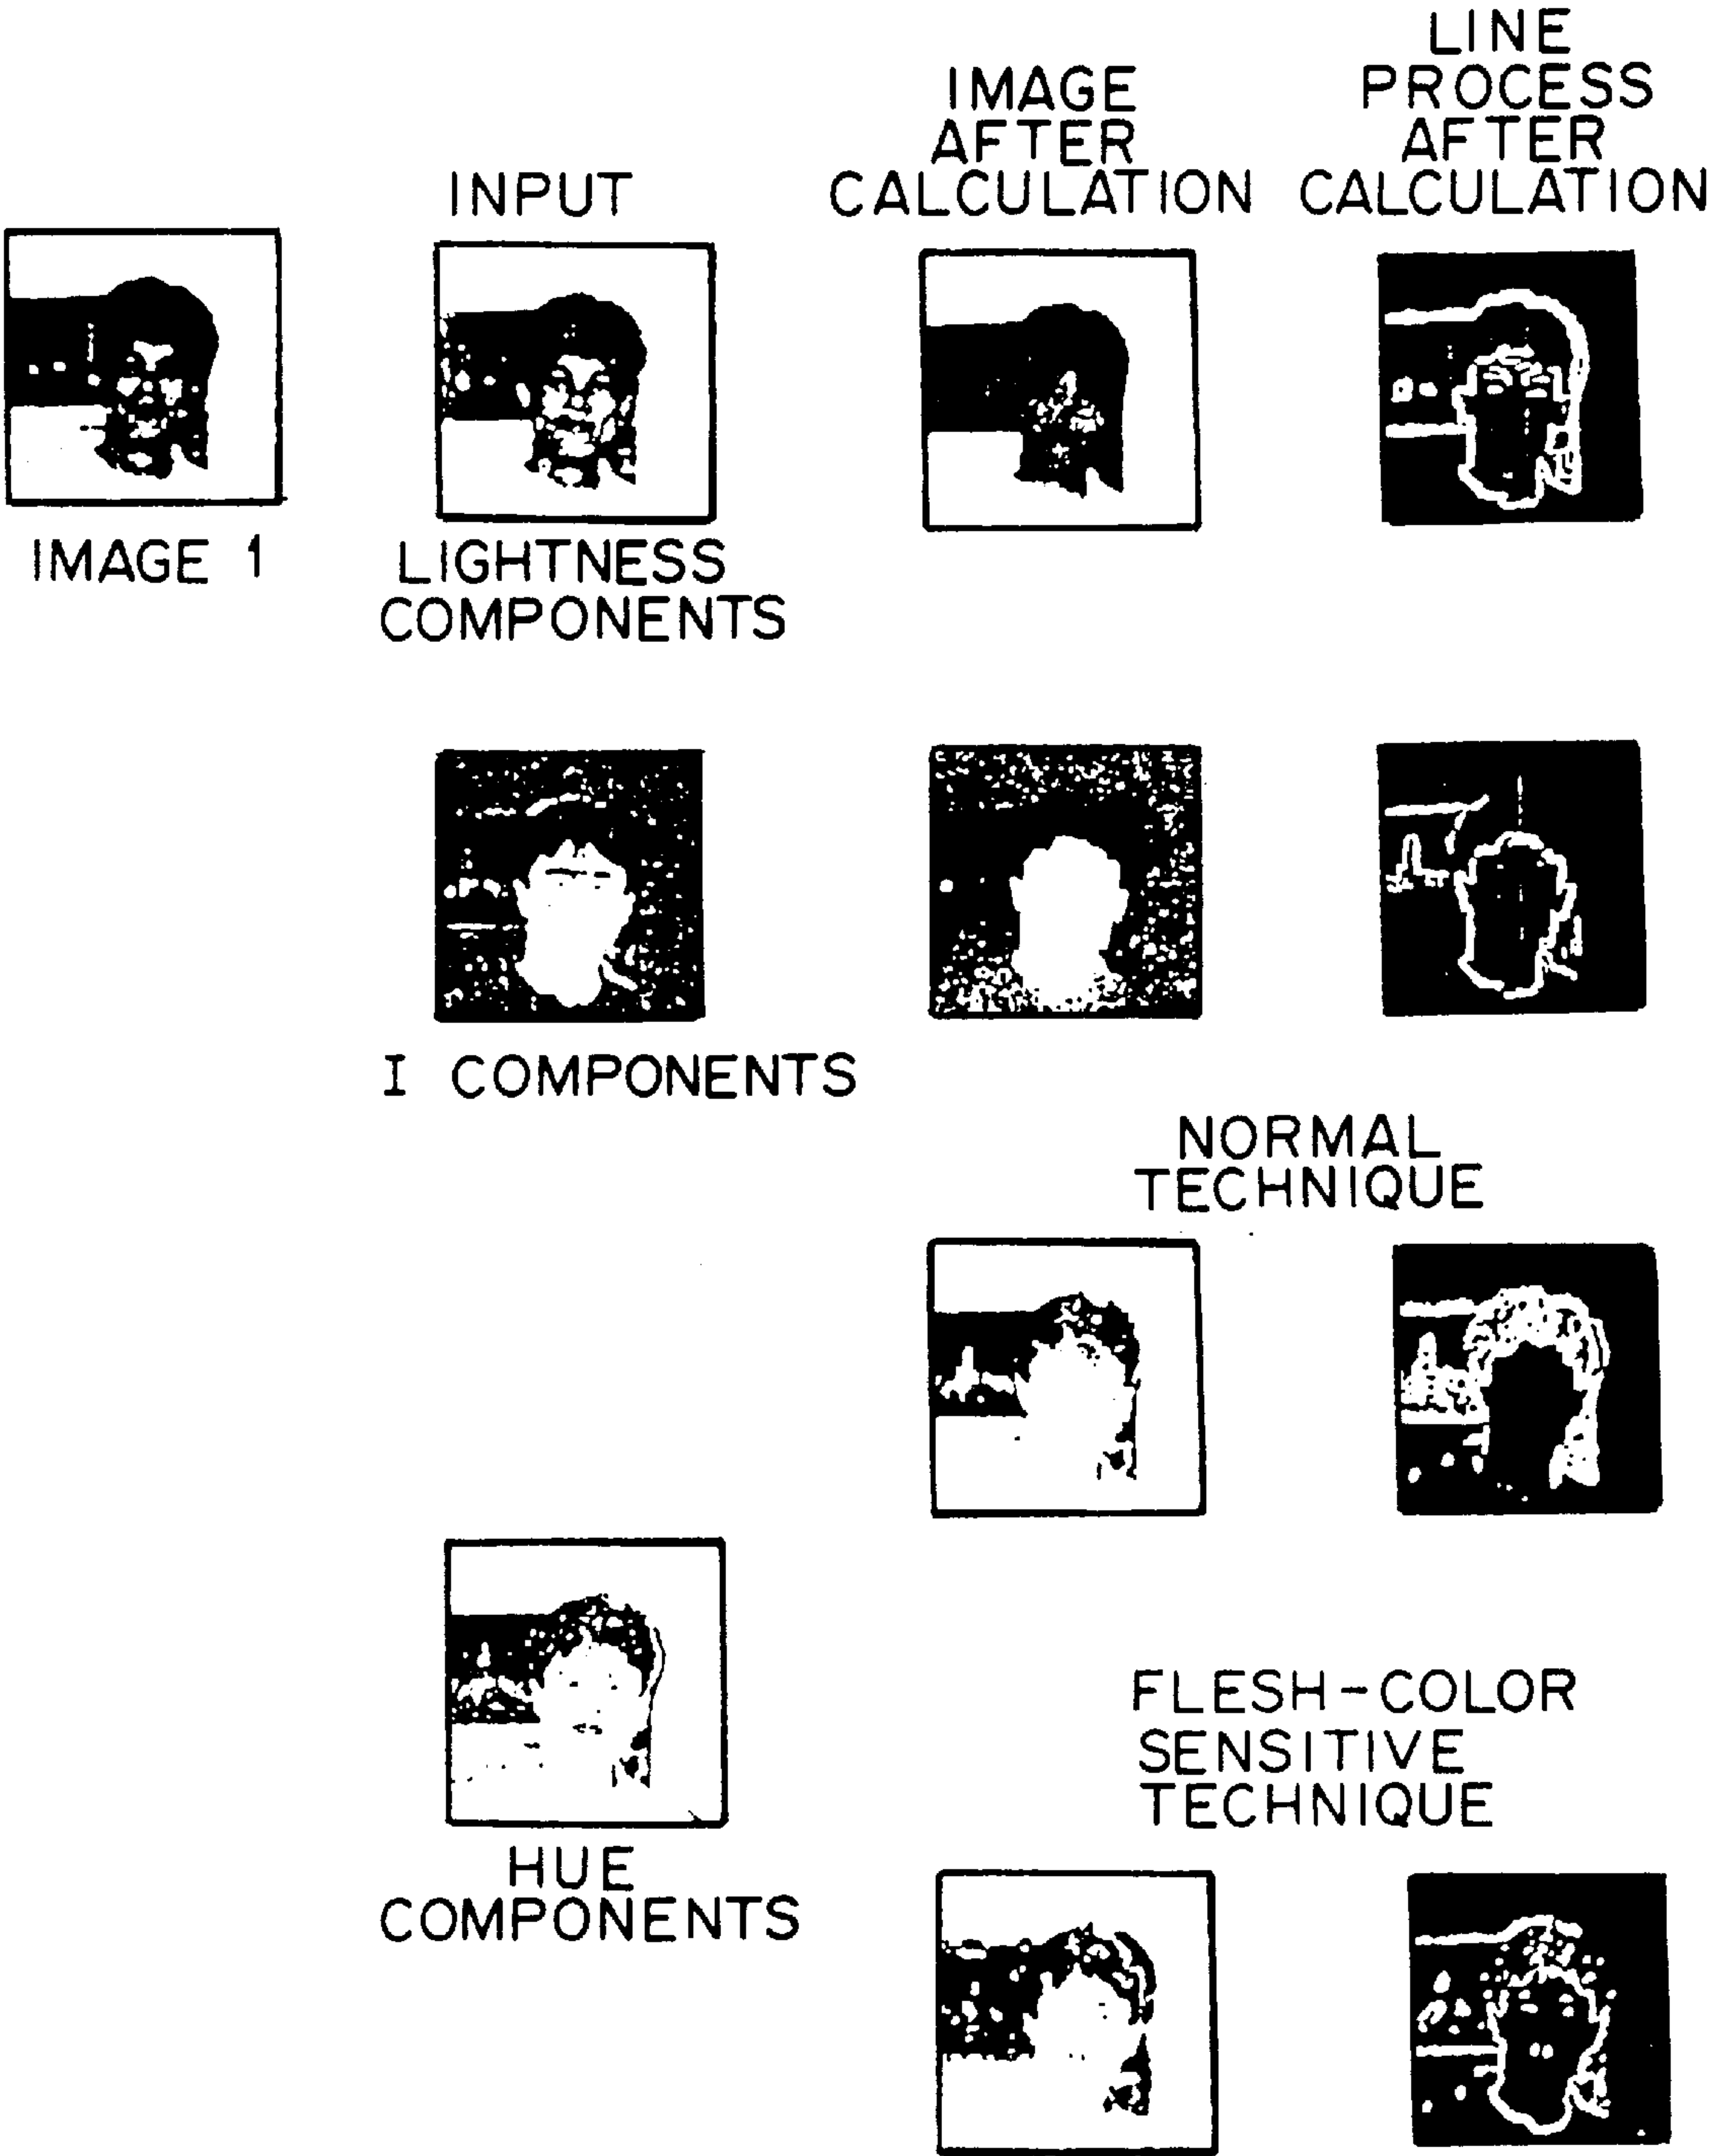 INPUT
IMAGE
AFTER
CALCULATION
LINE
PROCESS
AFTER
CALCULATION
IMAGE 1
LIGHTNESS
COMPONENTS
I COMPONENTS
NORMAL
TECHNIQUE
HUE
COMPONENTS
FLESH-COLOR
SENSITIVE
TECHNIQUE